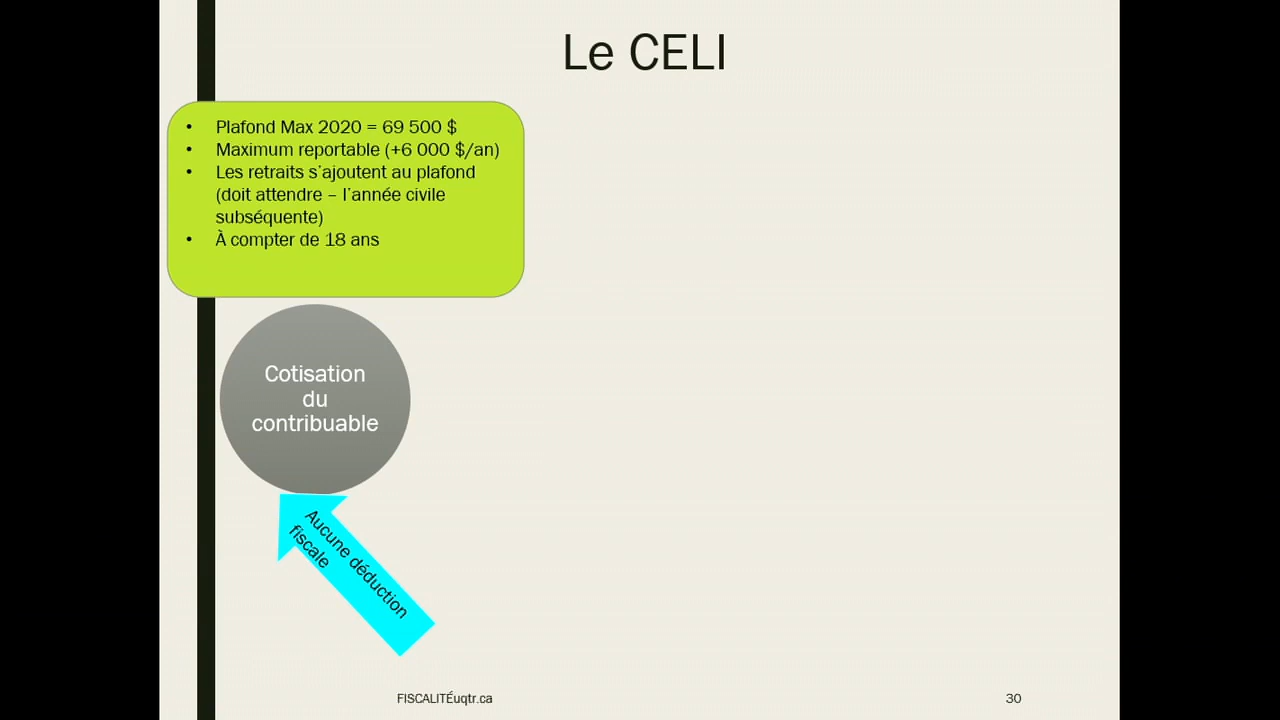 Le CELI
• Plafond Max 2020 = 69 500 $
• Maximum reportable (+6 000 $/an)
• Les retraits s'ajoutent au plafond
(doit attendre – l'année civile
subséquente)
• À compter de 18 ans
Cotisation
du
contribuable
Aucune déduction
fiscale
FISCALITÉuqtr.ca
30